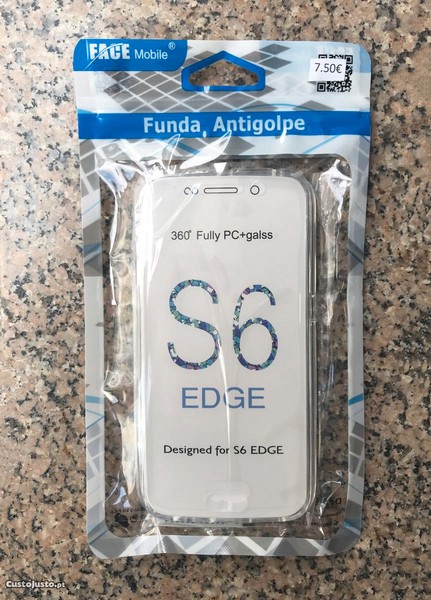 FACE Mobile®
7.50€
Funda, Antigolpe
360° Fully PC+galss
S6
EDGE
Designed for S6 EDGE
CustoJusto.pt